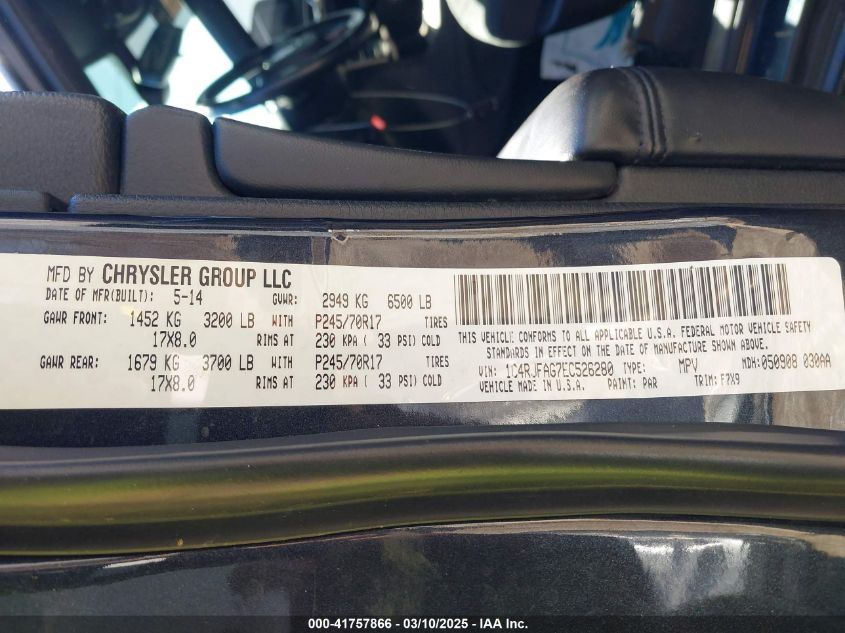 MFD BY CHRYSLER GROUP LLC
DATE OF MFR(BUILT): 5-14 GVWR: 2949 KG 6500 LB
GAWR FRONT: 1452 KG 3200 LB WITH P245/70R17 TIRES
17X8.0 RIMS AT 230 KPA ( 33 PSI) COLD
GAWR REAR: 1679 KG 3700 LB WITH P245/70R17 TIRES
17X8.0 RIMS AT 230 KPA ( 33 PSI) COLD
THIS VEHICLE CONFORMS TO ALL APPLICABLE U.S.A. FEDERAL MOTOR VEHICLE SAFETY
STANDARDS IN EFFECT ON THE DATE OF MANUFACTURE SHOWN ABOVE.
VIN: 1C4RJFAG7EC526280 TYPE: MPV MDH:050908 030AA
VEHICLE MADE IN U.S.A. PAINT: PAR TRIM: F7X9
000-41757866 - 03/10/2025 - IAA Inc.